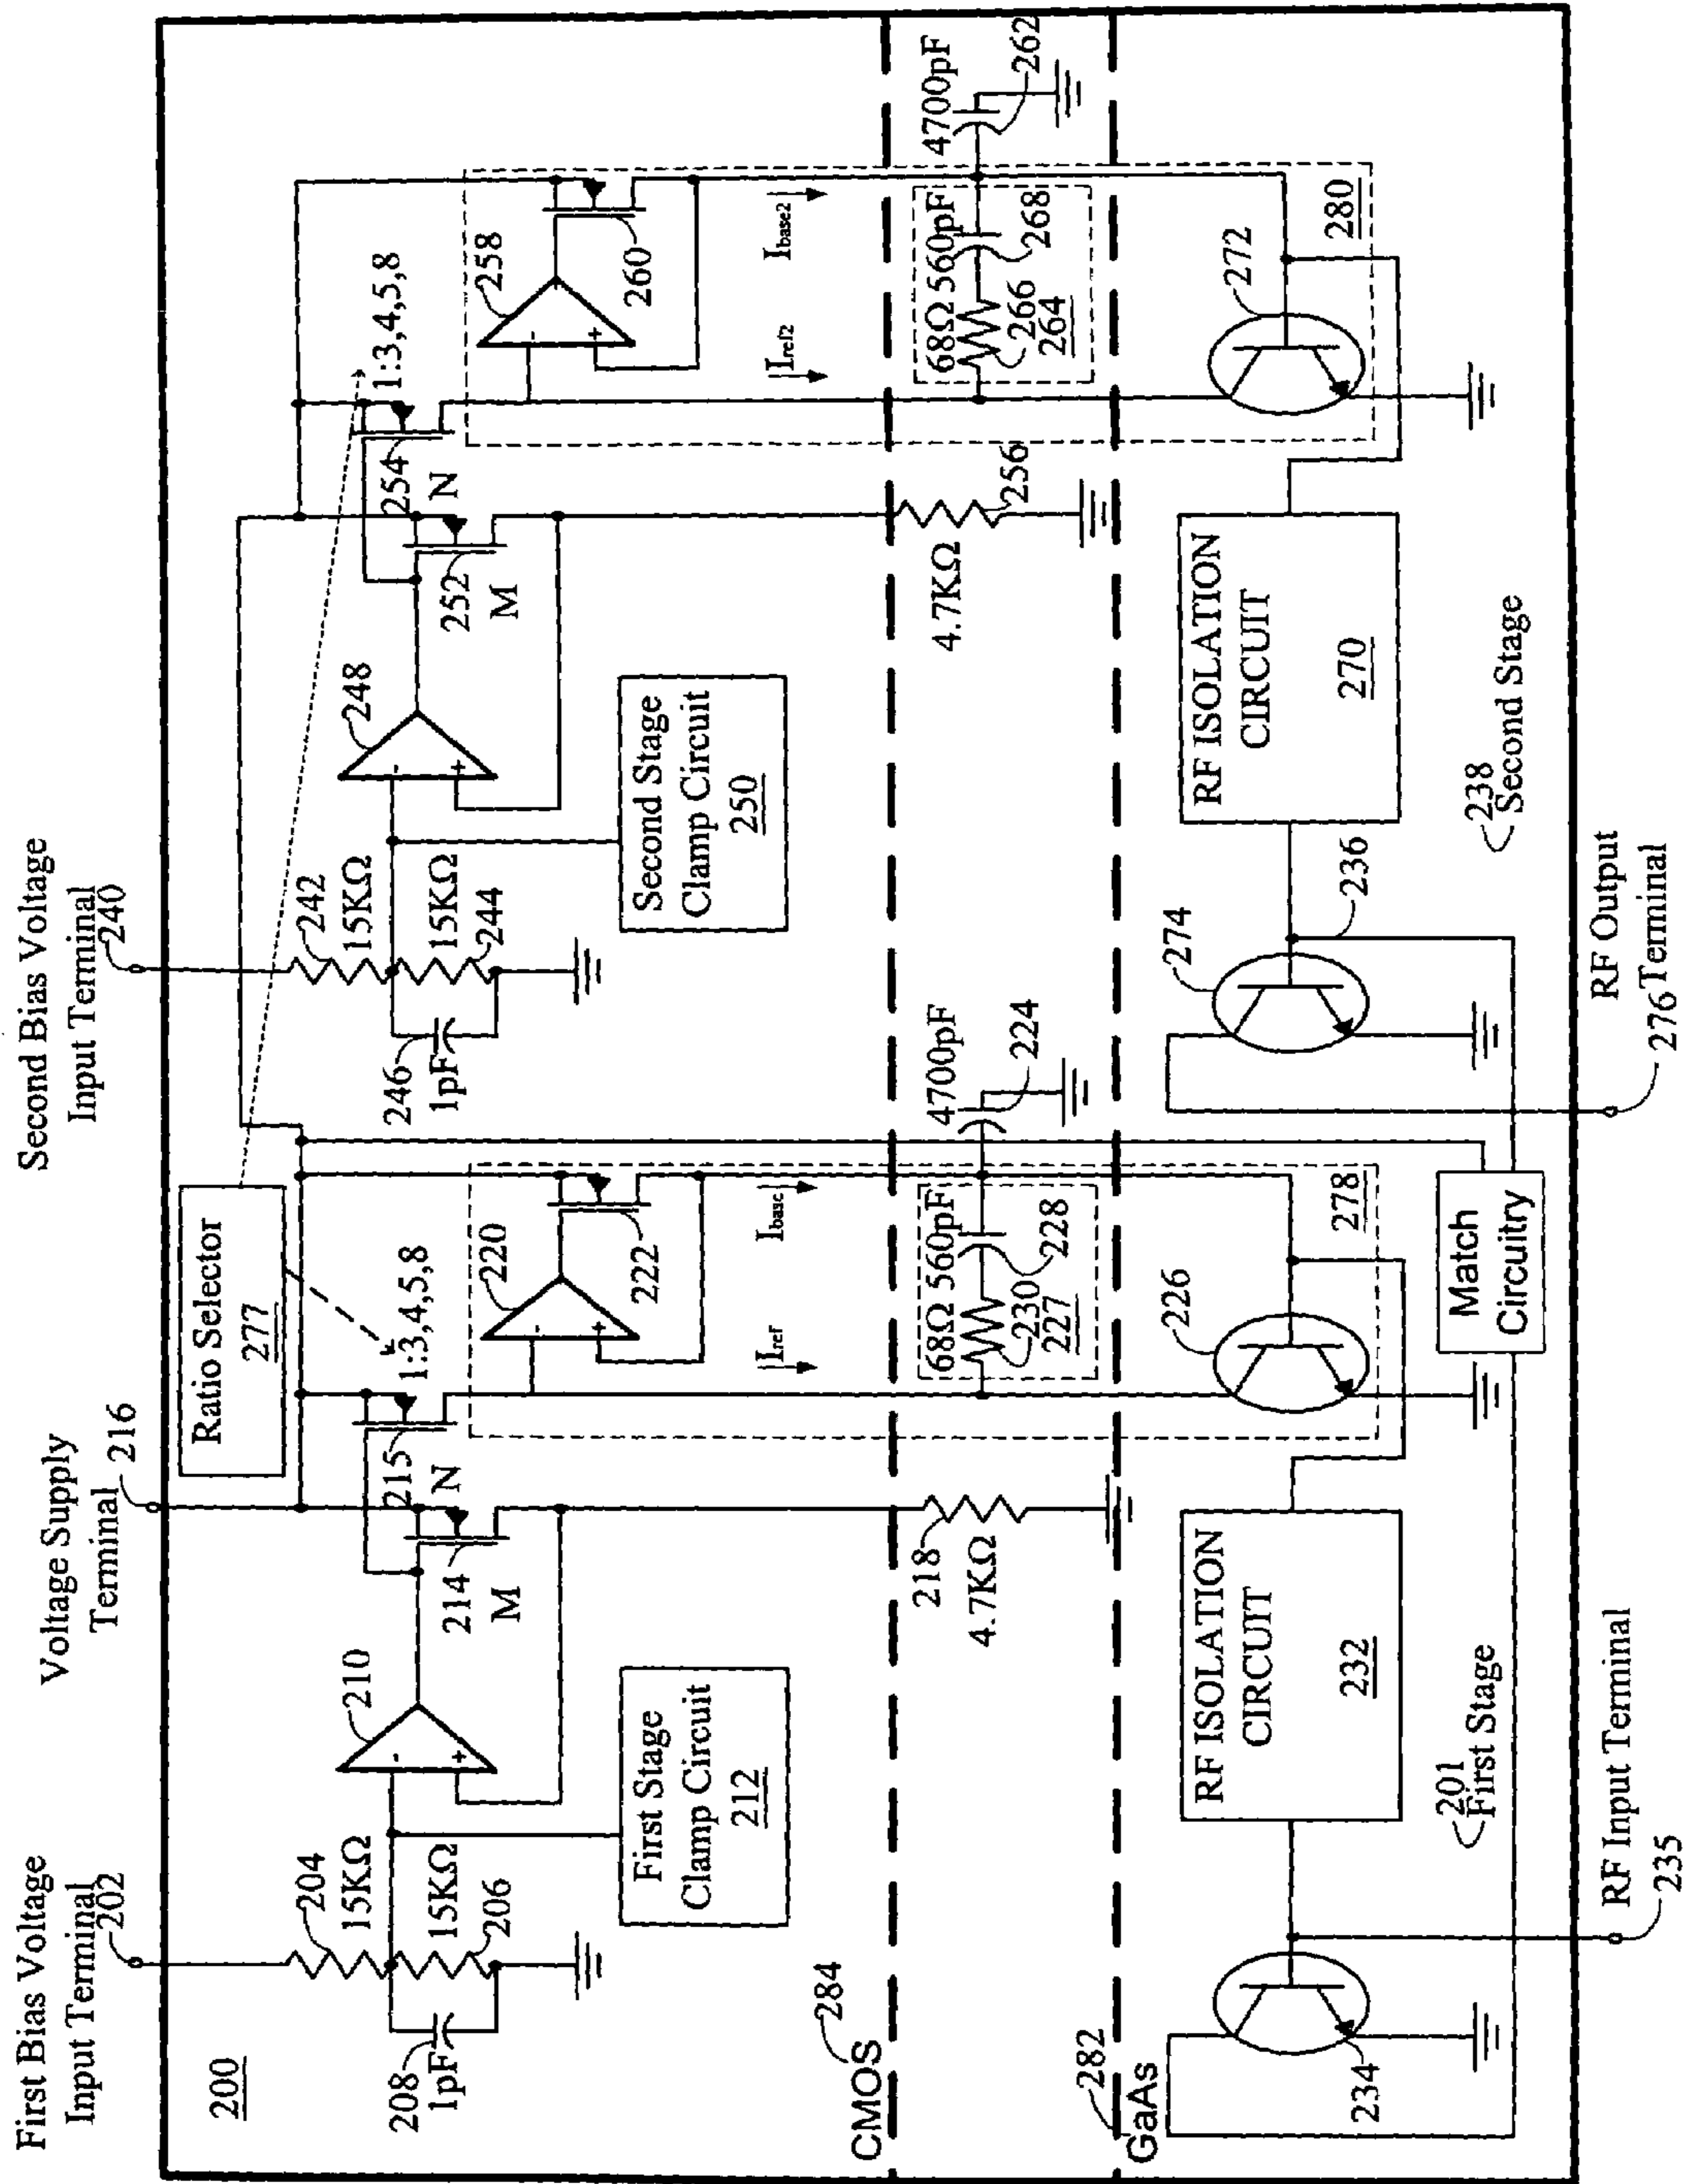 First Bias Voltage
Input Terminal
202
Voltage Supply
Terminal 216
Second Bias Voltage
Input Terminal
240
200
204
15KΩ
15KΩ
206
208
1pF
210
First Stage
Clamp Circuit
212
Ratio Selector
277
214
M
215
N
1:3,4,5,8
220
222
Iref
Ibase
218
4.7KΩ
68Ω 560pF
230
228
227
4700pF
224
226
278
RF ISOLATION
CIRCUIT
232
201
First Stage
234
RF Input Terminal
235
242
15KΩ
15KΩ
244
246
1pF
248
Second Stage
Clamp Circuit
250
252
M
254
N
1:3,4,5,8
258
260
Iref2
Ibase2
256
4.7KΩ
68Ω 560pF
266
268
264
4700pF
262
272
280
RF ISOLATION
CIRCUIT
270
238
Second Stage
236
274
RF Output
Terminal
276
Match
Circuitry
284
CMOS
282
GaAs
-
+
-
+
-
+
-
+